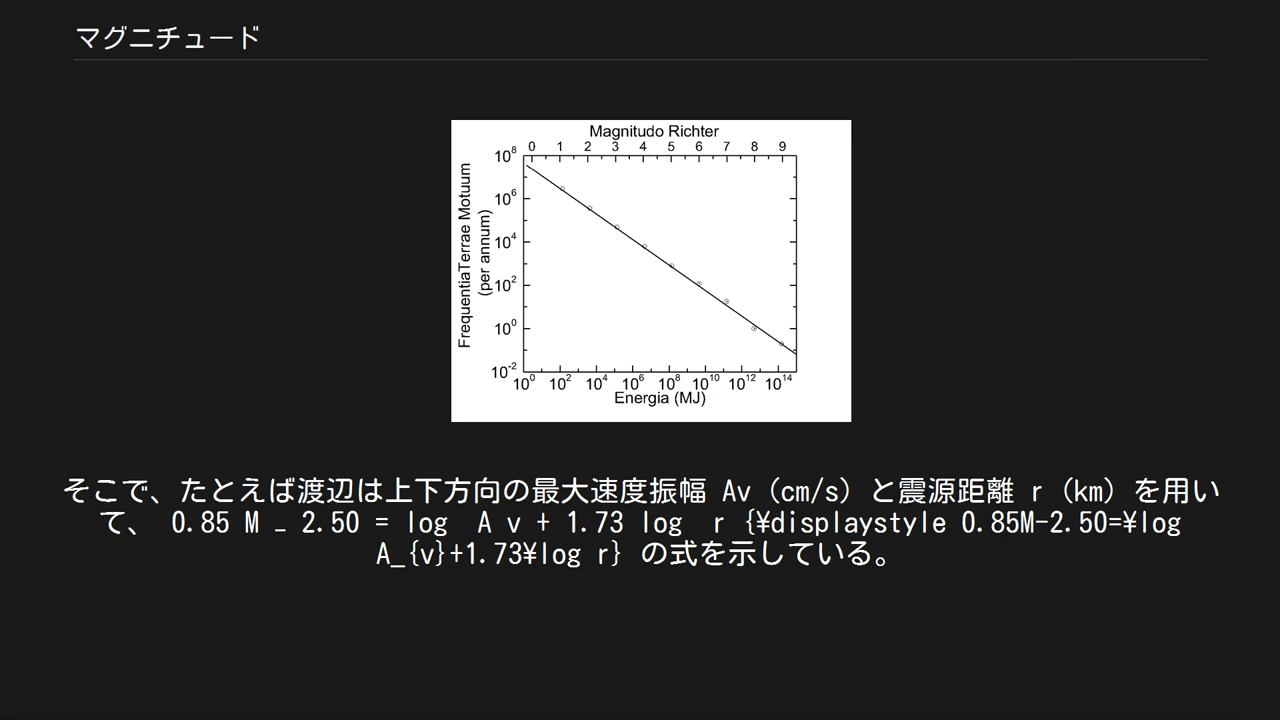 マグニチュード
Magnitudo Richter
0 1 2 3 4 5 6 7 8 9
FrequentiaTerrae Motuum
(per annum)
10^8
10^6
10^4
10^2
10^0
10^-2
10^0 10^2 10^4 10^6 10^8 10^10 10^12 10^14
Energia (MJ)
そこで、たとえば渡辺は上下方向の最大速度振幅 Av（cm/s）と震源距離 r（km）を用い
て、 0.85 M − 2.50 = log A v + 1.73 log r {¥displaystyle 0.85M-2.50=¥log
A_{v}+1.73¥log r} の式を示している。